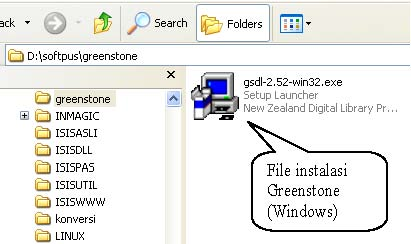 ack
Search
Folders
D:\softpus\greenstone
greenstone
INMAGIC
ISISASLI
ISISDLL
ISISPAS
ISISUTIL
ISISWWW
konversi
LINUX
gsdl-2.52-win32.exe
Setup Launcher
New Zealand Digital Library Pr...
File instalasi
Greenstone
(Windows)